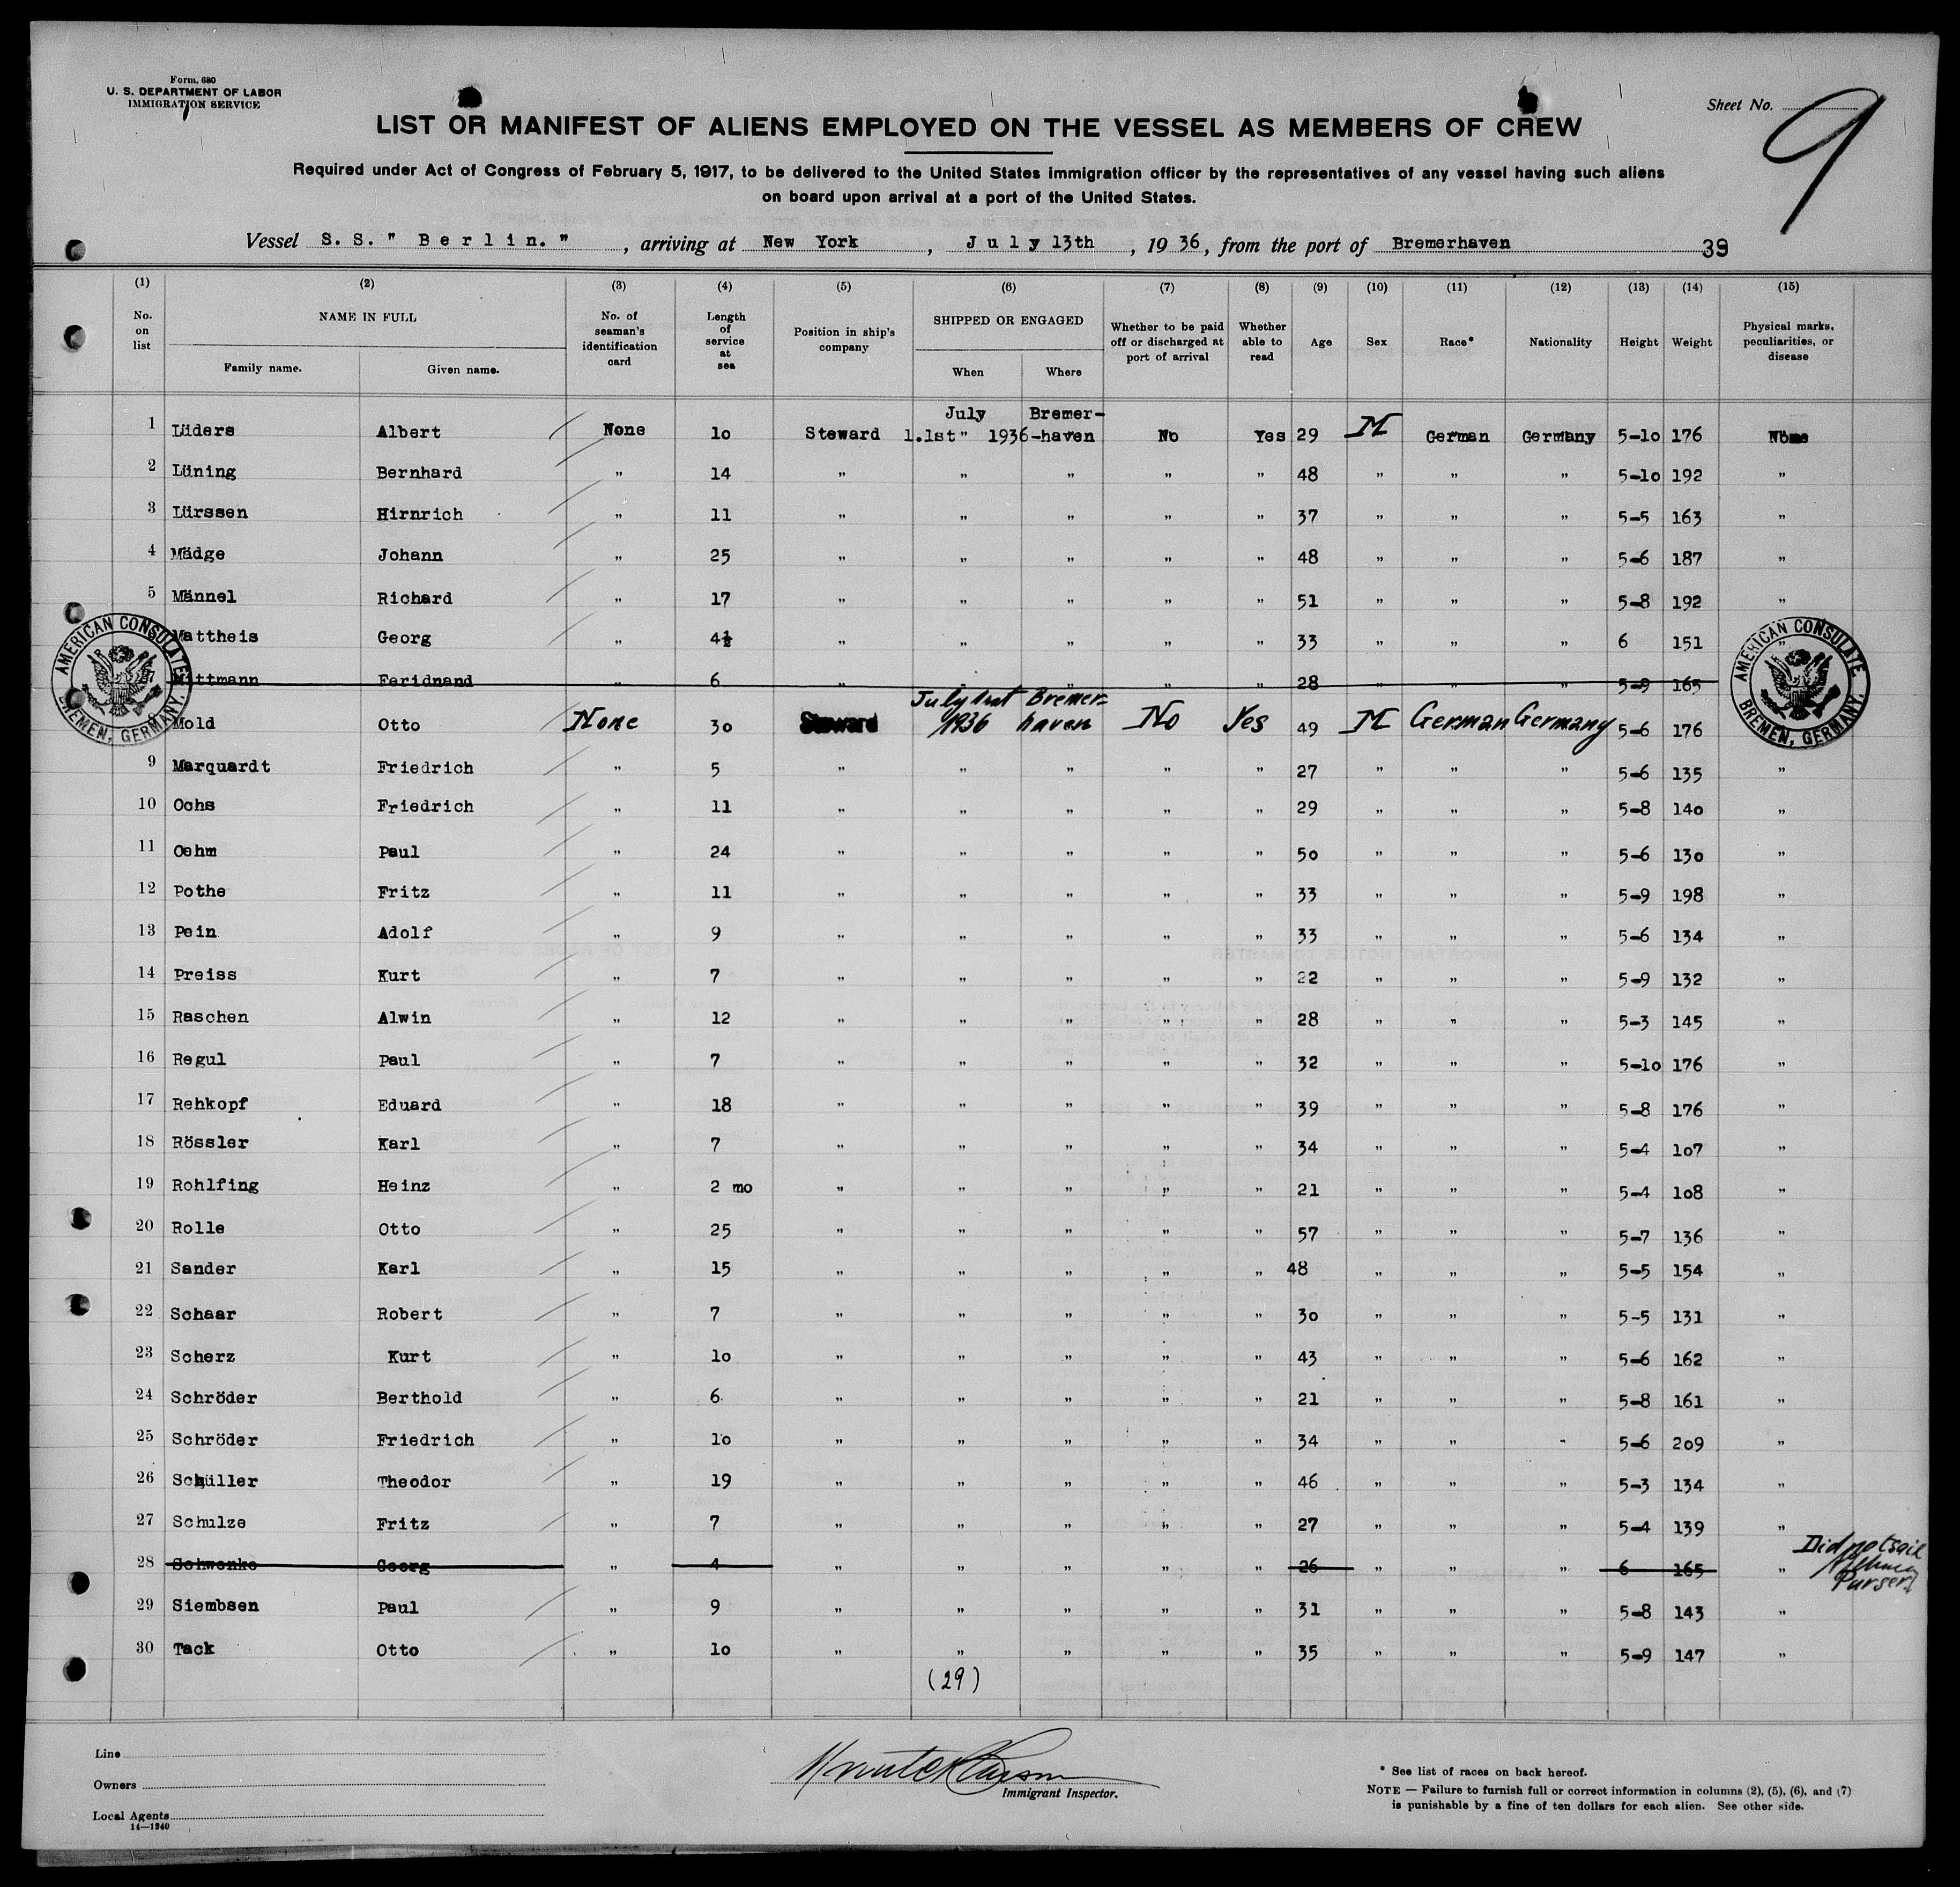 Form 680
U. S. DEPARTMENT OF LABOR
IMMIGRATION SERVICE
Sheet No. 9
LIST OR MANIFEST OF ALIENS EMPLOYED ON THE VESSEL AS MEMBERS OF CREW
Required under Act of Congress of February 5, 1917, to be delivered to the United States immigration officer by the representatives of any vessel having such aliens
on board upon arrival at a port of the United States.
Vessel S. S. " B e r l i n . " , arriving at New York , J u l y 13th , 19 36 , from the port of Bremerhaven 39
(1) (2) (3) (4) (5) (6) (7) (8) (9) (10) (11) (12) (13) (14) (15)
No. on list NAME IN FULL Family name. Given name. No. of seaman's identification card Length of service at sea Position in ship's company SHIPPED OR ENGAGED When Where Whether to be paid off or discharged at port of arrival Whether able to read Age Sex Race* Nationality Height Weight Physical marks, peculiarities, or disease
July Bremer-
1 Lüders Albert None 10 Steward 1.1st " 1936 -haven No Yes 29 M German Germany 5-10 176 None
2 Lüning Bernhard " 14 " " " " " 48 " " " 5-10 192 "
3 Lürssen Hirnrich " 11 " " " " " 37 " " " 5-5 163 "
4 Mädge Johann " 25 " " " " " 48 " " " 5-6 187 "
5 Männel Richard " 17 " " " " " 51 " " " 5-8 192 "
Mattheis Georg " 4½ " " " " " 33 " " " 6 151 "
Mittmann Feridnand " 6 " " " " " 28 " " " 5-9 165
July Bremer-
Mold Otto None 30 Steward 1936 haven No Yes 49 M German Germany 5-6 176
9 Marquardt Friedrich " 5 " " " " " 27 " " " 5-6 135 "
10 Ochs Friedrich " 11 " " " " " 29 " " " 5-8 140 "
11 Oehm Paul " 24 " " " " " 50 " " " 5-6 130 "
12 Pothe Fritz " 11 " " " " " 33 " " " 5-9 198 "
13 Pein Adolf " 9 " " " " " 33 " " " 5-6 134 "
14 Preiss Kurt " 7 " " " " " 22 " " " 5-9 132 "
15 Raschen Alwin " 12 " " " " " 28 " " " 5-3 145 "
16 Regul Paul " 7 " " " " " 32 " " " 5-10 176 "
17 Rehkopf Eduard " 18 " " " " " 39 " " " 5-8 176 "
18 Rössler Karl " 7 " " " " " 34 " " " 5-4 107 "
19 Rohlfing Heinz " 2 mo " " " " " 21 " " " 5-4 108 "
20 Rolle Otto " 25 " " " " " 57 " " " 5-7 136 "
21 Sander Karl " 15 " " " " " 48 " " " 5-5 154 "
22 Schaar Robert " 7 " " " " " 30 " " " 5-5 131 "
23 Scherz Kurt " 10 " " " " " 43 " " " 5-6 162 "
24 Schröder Berthold " 6 " " " " " 21 " " " 5-8 161 "
25 Schröder Friedrich " 10 " " " " " 34 " " " 5-6 209 "
26 Schüller Theodor " 19 " " " " " 46 " " " 5-3 134 "
27 Schulze Fritz " 7 " " " " " 27 " " " 5-4 139 "
28 Schwenke Georg " 4 " " " " " 26 " " " 6 165 " Did not sail
Purser
29 Siembsen Paul " 9 " " " " " 31 " " " 5-8 143 "
30 Tack Otto " 10 " " " " " 35 " " " 5-9 147 "
(29)
AMERICAN CONSULATE BREMEN, GERMANY.
AMERICAN CONSULATE BREMEN, GERMANY.
Line
Owners
Local Agents
14—1240
Immigrant Inspector.
* See list of races on back hereof.
NOTE — Failure to furnish full or correct information in columns (2), (5), (6), and (7)
is punishable by a fine of ten dollars for each alien. See other side.